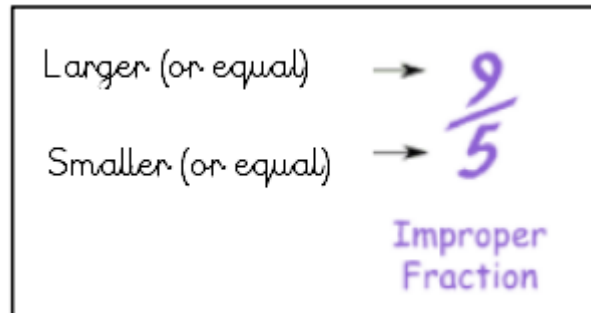 Larger (or equal)
9
Smaller (or equal)
5
Improper
Fraction